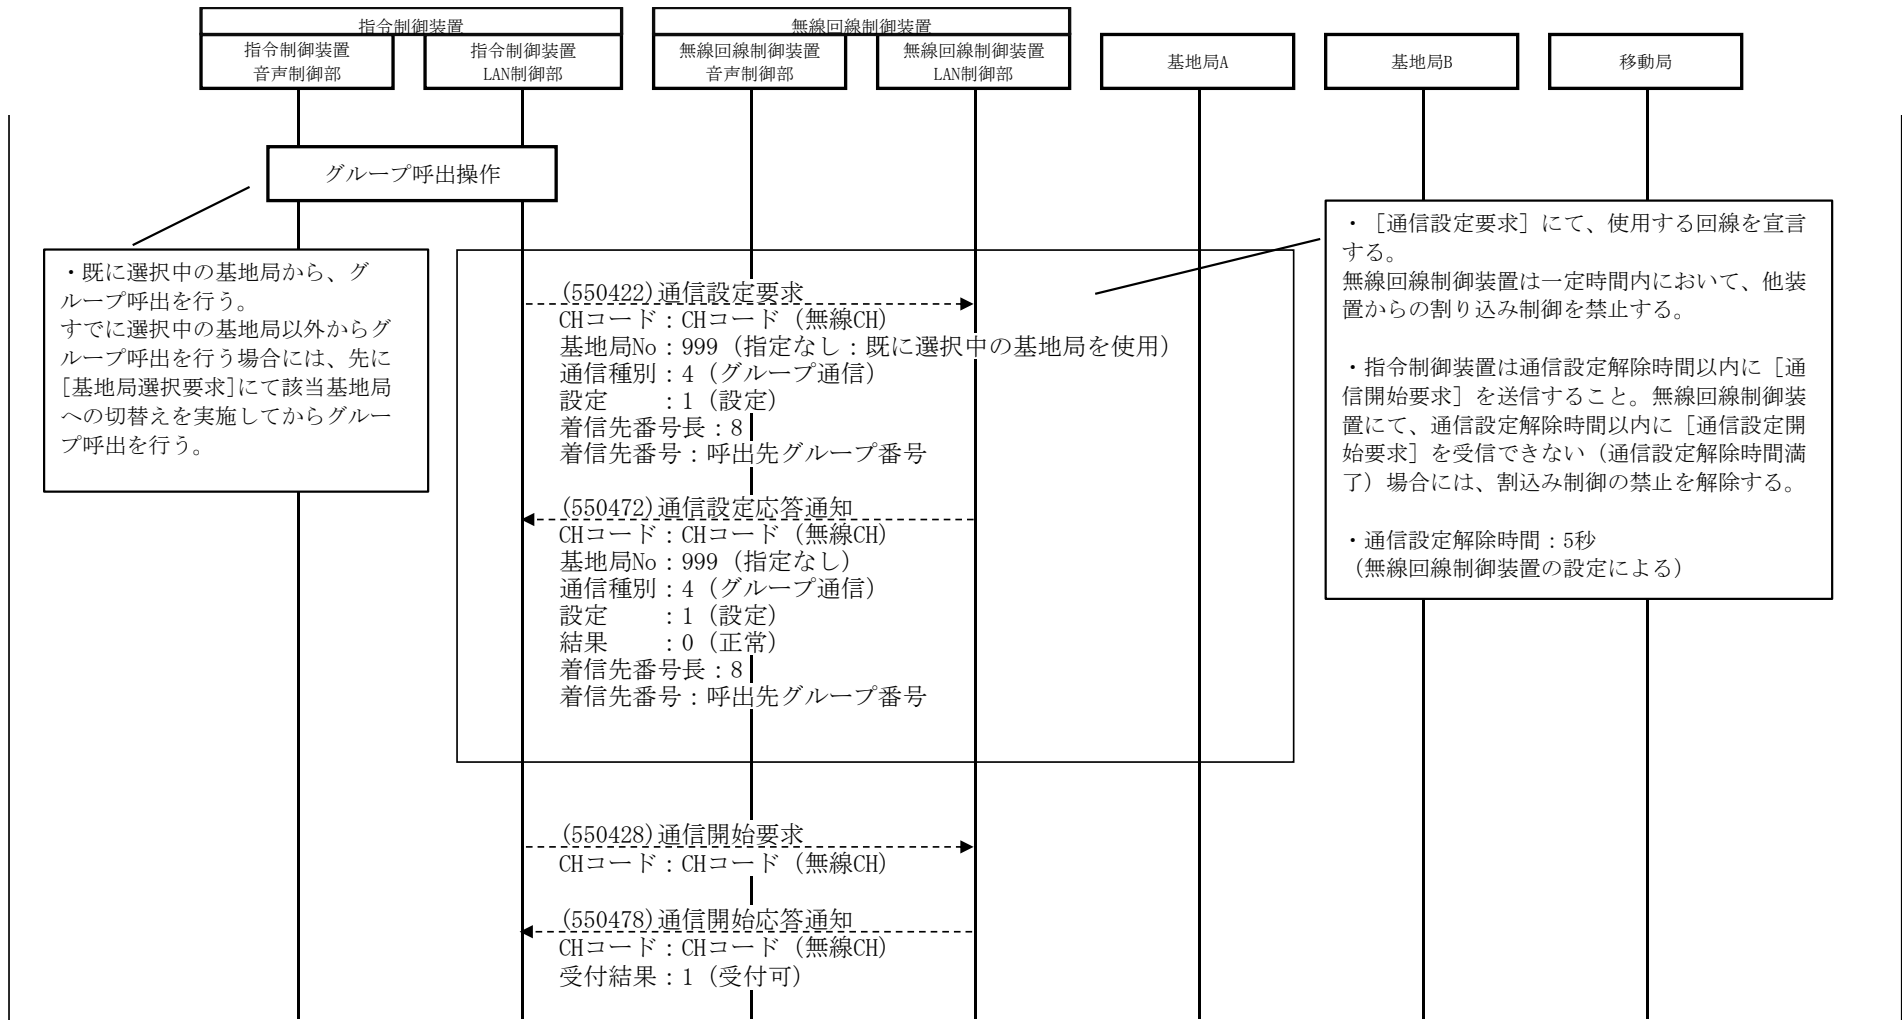 指令制御装置
無線回線制御装置
指令制御装置
音声制御部
指令制御装置
LAN制御部
無線回線制御装置
音声制御部
無線回線制御装置
LAN制御部
基地局A
基地局B
移動局
グループ呼出操作
・既に選択中の基地局から、グ
ループ呼出を行う。
すでに選択中の基地局以外からグ
ループ呼出を行う場合には、先に
[基地局選択要求]にて該当基地局
への切替えを実施してからグルー
プ呼出を行う。
(550422)通信設定要求
CHコード：CHコード（無線CH）
基地局No：999（指定なし：既に選択中の基地局を使用）
通信種別：4（グループ通信）
設定　　：1（設定）
着信先番号長：8
着信先番号：呼出先グループ番号
(550472)通信設定応答通知
CHコード：CHコード（無線CH）
基地局No：999（指定なし）
通信種別：4（グループ通信）
設定　　：1（設定）
結果　　：0（正常）
着信先番号長：8
着信先番号：呼出先グループ番号
・［通信設定要求］にて、使用する回線を宣言
する。
無線回線制御装置は一定時間内において、他装
置からの割り込み制御を禁止する。
・指令制御装置は通信設定解除時間以内に［通
信開始要求］を送信すること。無線回線制御装
置にて、通信設定解除時間以内に［通信設定開
始要求］を受信できない（通信設定解除時間満
了）場合には、割込み制御の禁止を解除する。
・通信設定解除時間：5秒
（無線回線制御装置の設定による）
(550428)通信開始要求
CHコード：CHコード（無線CH）
(550478)通信開始応答通知
CHコード：CHコード（無線CH）
受付結果：1（受付可）